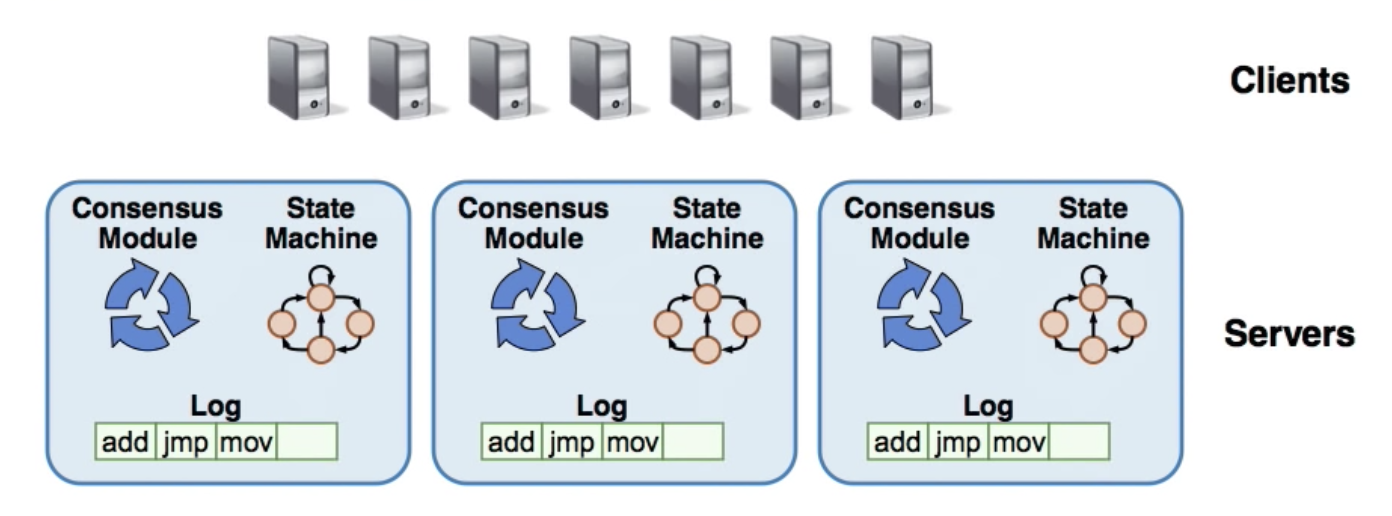 Clients
Consensus Module
State Machine
Log
add jmp mov
Consensus Module
State Machine
Log
add jmp mov
Consensus Module
State Machine
Log
add jmp mov
Servers